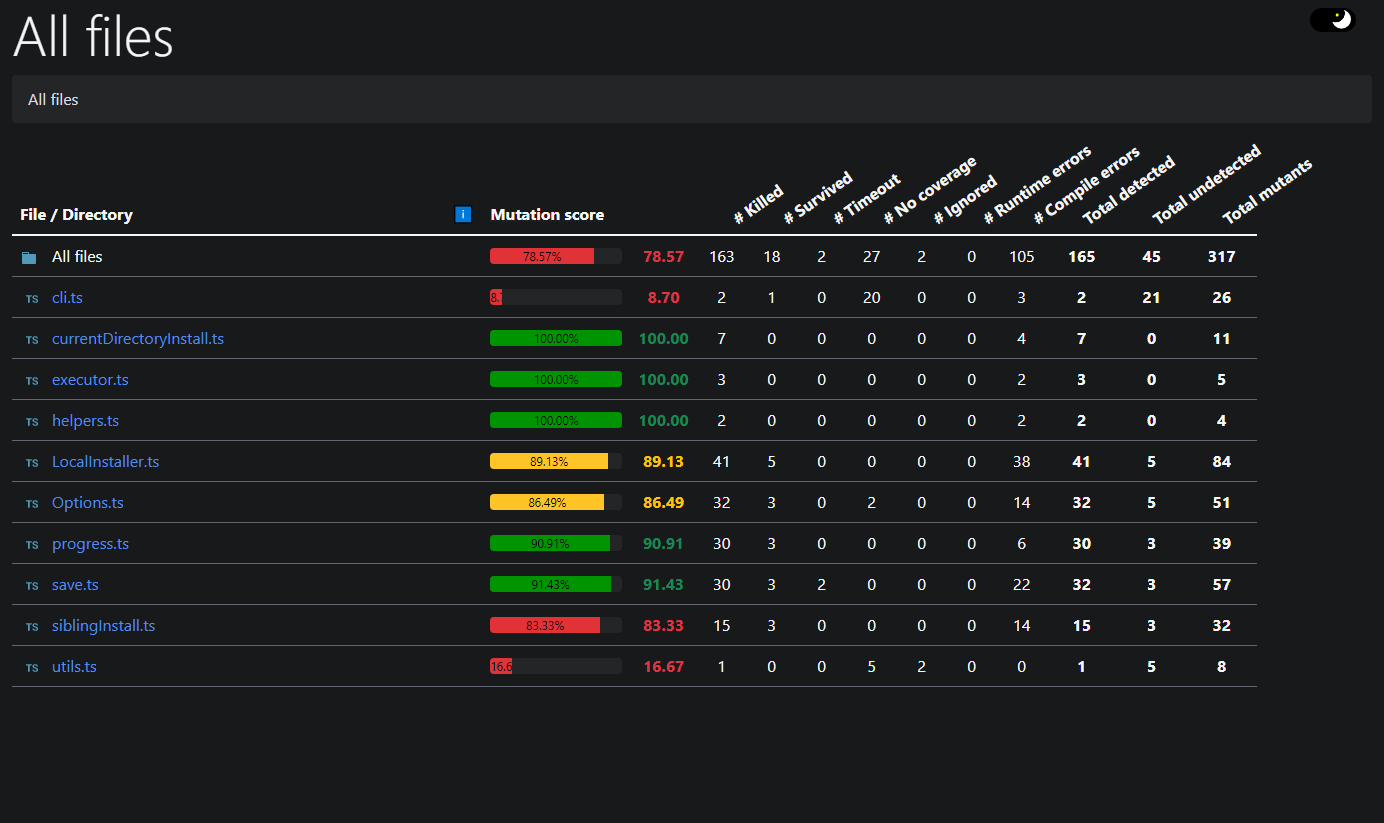 All files
All files
File / Directory i Mutation score # Killed # Survived # Timeout # No coverage # Ignored # Runtime errors # Compile errors Total detected Total undetected Total mutants
All files 78.57% 78.57 163 18 2 27 2 0 105 165 45 317
TS cli.ts 8.7 8.70 2 1 0 20 0 0 3 2 21 26
TS currentDirectoryInstall.ts 100.00% 100.00 7 0 0 0 0 0 4 7 0 11
TS executor.ts 100.00% 100.00 3 0 0 0 0 0 2 3 0 5
TS helpers.ts 100.00% 100.00 2 0 0 0 0 0 2 2 0 4
TS LocalInstaller.ts 89.13% 89.13 41 5 0 0 0 0 38 41 5 84
TS Options.ts 86.49% 86.49 32 3 0 2 0 0 14 32 5 51
TS progress.ts 90.91% 90.91 30 3 0 0 0 0 6 30 3 39
TS save.ts 91.43% 91.43 30 3 2 0 0 0 22 32 3 57
TS siblingInstall.ts 83.33% 83.33 15 3 0 0 0 0 14 15 3 32
TS utils.ts 16.6 16.67 1 0 0 5 2 0 0 1 5 8